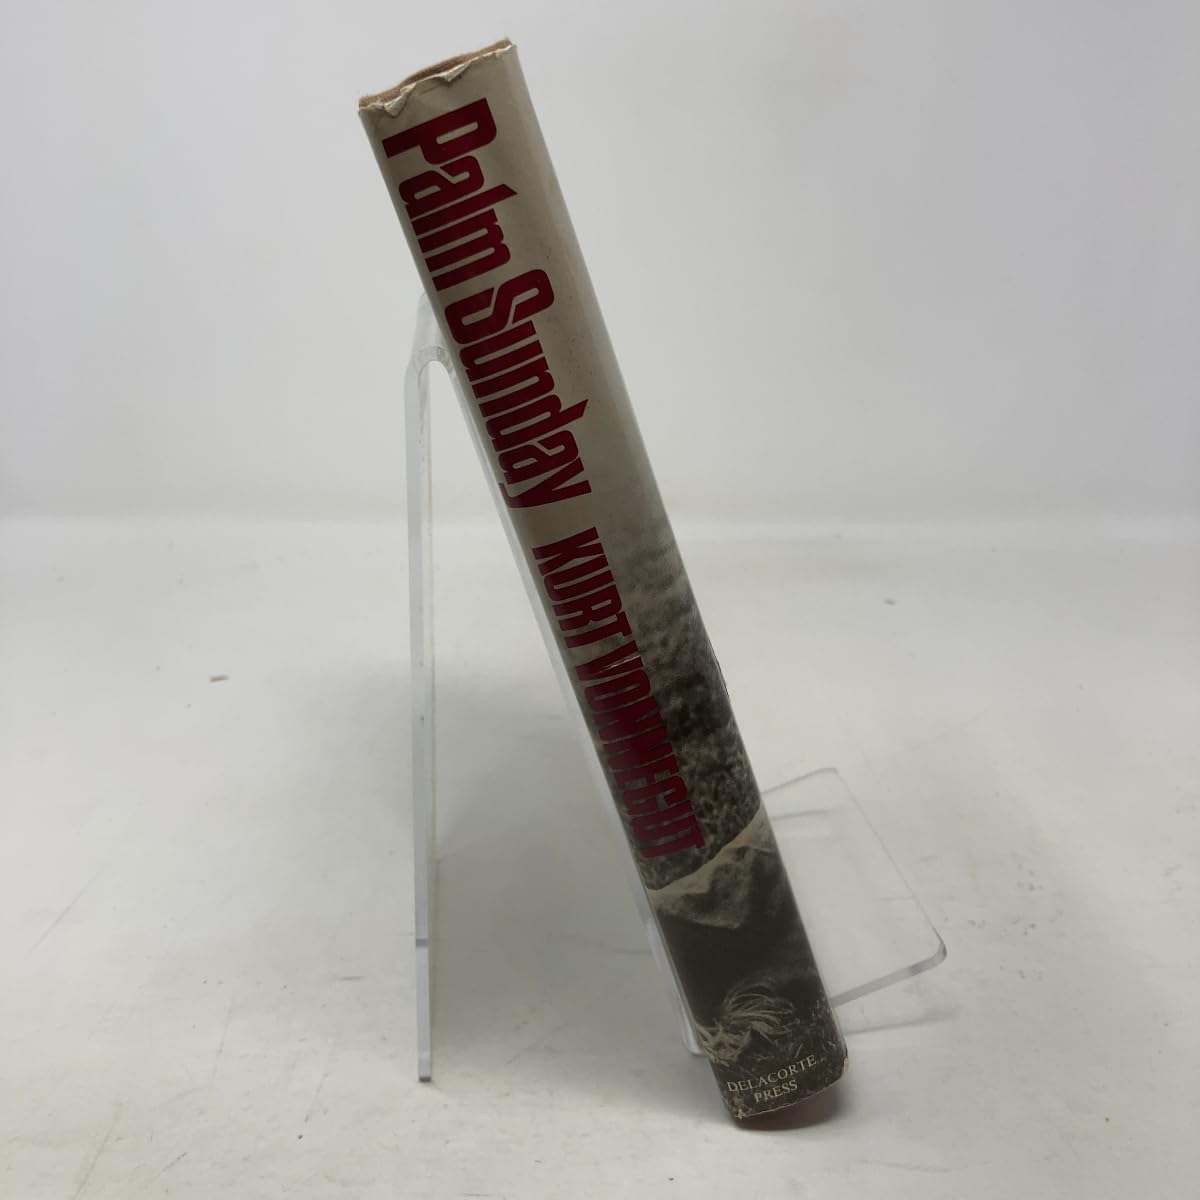 Palm Sunday KURT VONNEGUT
DELACORTE
PRESS